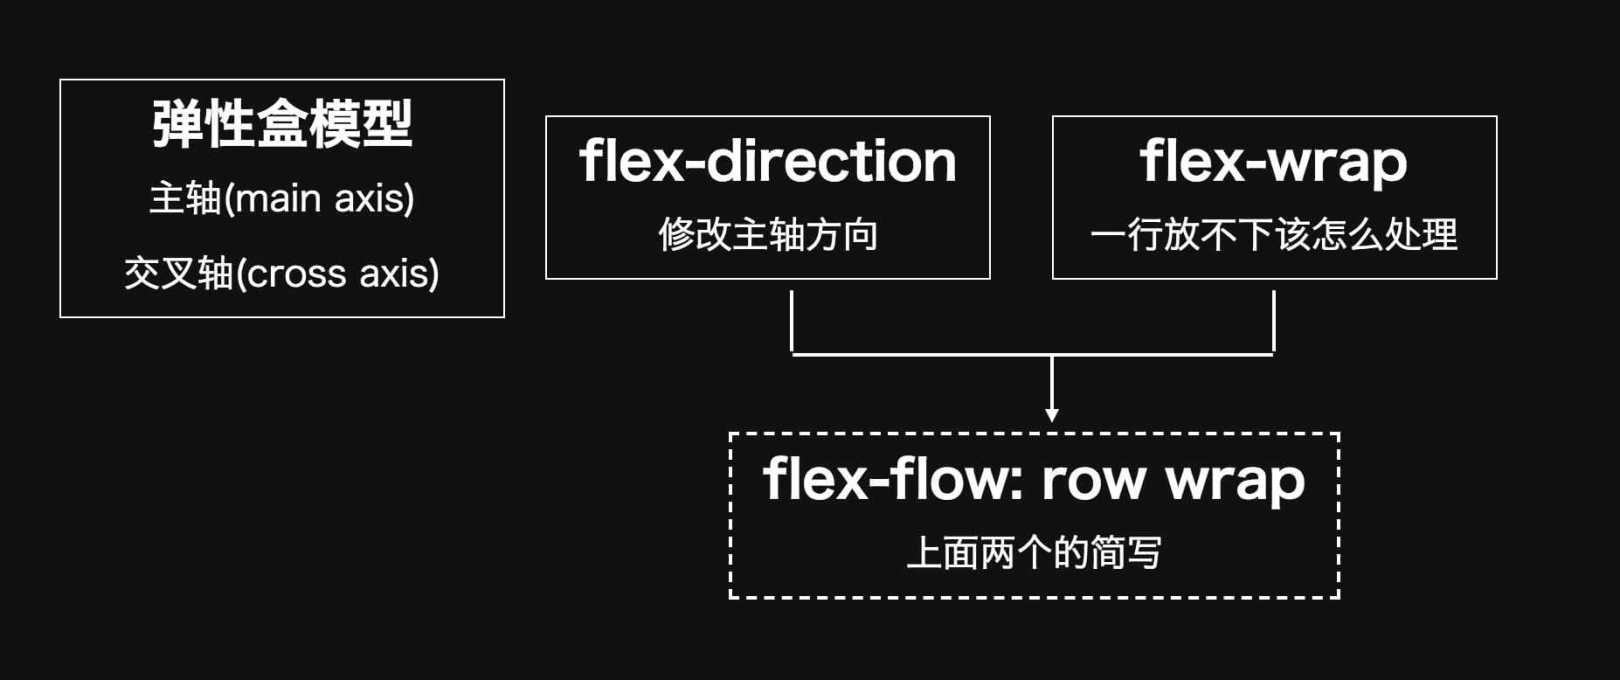 弹性盒模型
主轴(main axis)
交叉轴(cross axis)
flex-direction
修改主轴方向
flex-wrap
一行放不下该怎么处理
flex-flow: row wrap
上面两个的简写